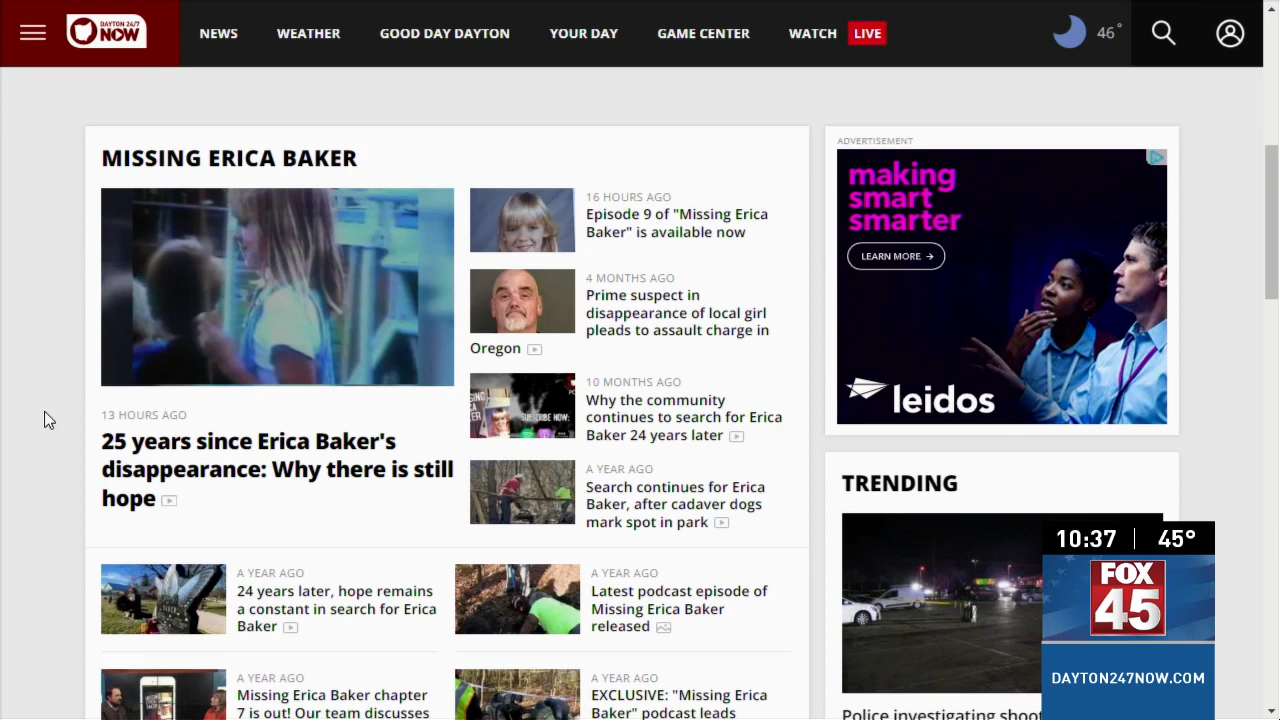 DAYTON 24/7
NOW
NEWS
WEATHER
GOOD DAY DAYTON
YOUR DAY
GAME CENTER
WATCH
LIVE
46°
MISSING ERICA BAKER
13 HOURS AGO
25 years since Erica Baker's
disappearance: Why there is still
hope
16 HOURS AGO
Episode 9 of "Missing Erica
Baker" is available now
4 MONTHS AGO
Prime suspect in
disappearance of local girl
pleads to assault charge in
Oregon
SUBSCRIBE NOW:
10 MONTHS AGO
Why the community
continues to search for Erica
Baker 24 years later
A YEAR AGO
Search continues for Erica
Baker, after cadaver dogs
mark spot in park
A YEAR AGO
24 years later, hope remains
a constant in search for Erica
Baker
A YEAR AGO
Latest podcast episode of
Missing Erica Baker
released
A YEAR AGO
Missing Erica Baker chapter
7 is out! Our team discusses
A YEAR AGO
EXCLUSIVE: "Missing Erica
Baker" podcast leads
ADVERTISEMENT
making
smart
smarter
LEARN MORE →
leidos
TRENDING
Police investigating shoot
10:37
45°
FOX
45
DAYTON247NOW.COM